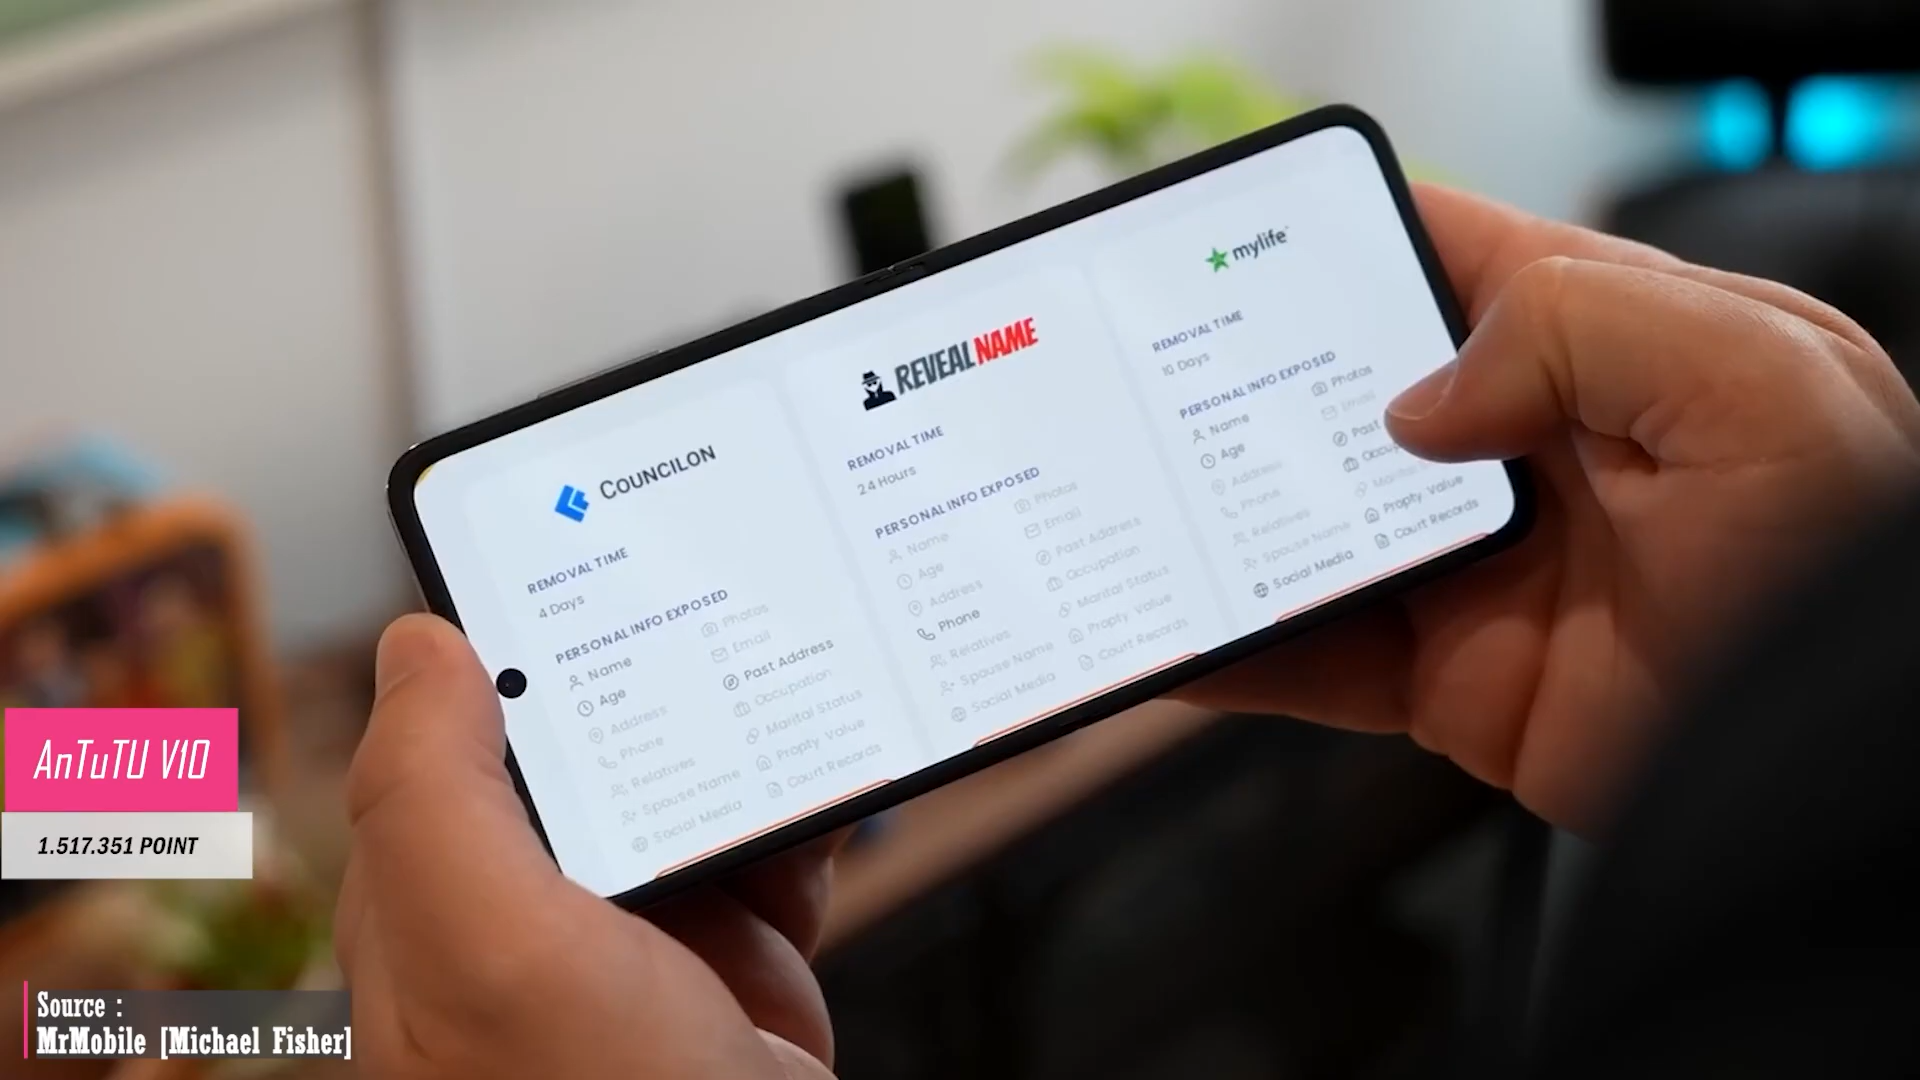 COUNCILON
REMOVAL TIME
4 Days
PERSONAL INFO EXPOSED
Name
Age
Address
Phone
Relatives
Spouse Name
Social Media
Photos
Email
Past Address
Occupation
Marital Status
Propty Value
Court Records
REVEALNAME
REMOVAL TIME
24 Hours
PERSONAL INFO EXPOSED
Name
Age
Address
Phone
Relatives
Spouse Name
Social Media
Photos
Email
Past Address
Occupation
Marital Status
Propty Value
Court Records
mylife
REMOVAL TIME
10 Days
PERSONAL INFO EXPOSED
Name
Age
Address
Phone
Relatives
Spouse Name
Social Media
Photos
Email
Past
Propty Value
Court Records
AnTuTU V10
1.517.351 POINT
Source :
MrMobile [Michael Fisher]